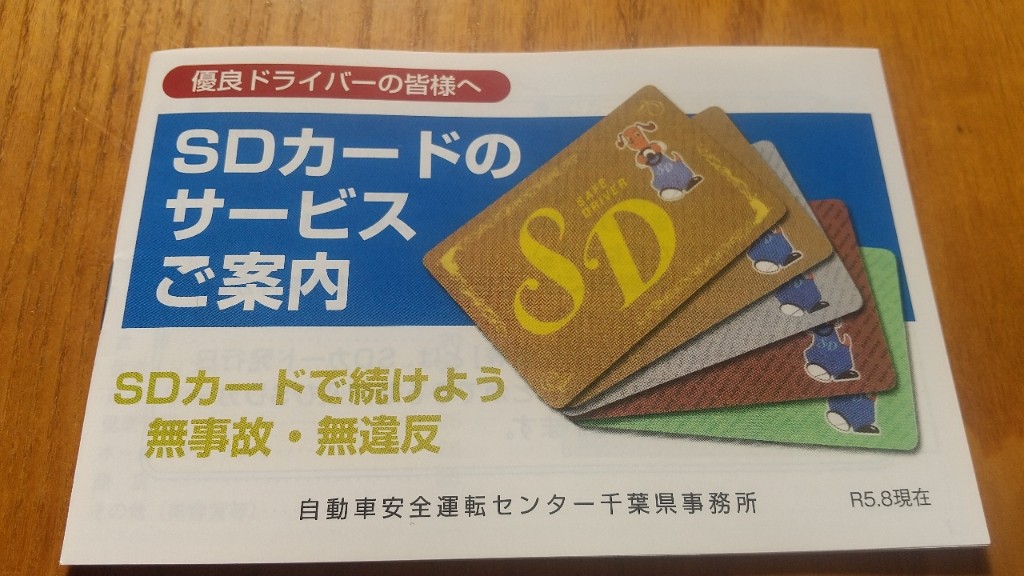 優良ドライバーの皆様へ
SDカードの
サービス
ご案内
SAFE
DRIVER
SD
SDカードで続けよう
無事故・無違反
自動車安全運転センター千葉県事務所
R5.8現在